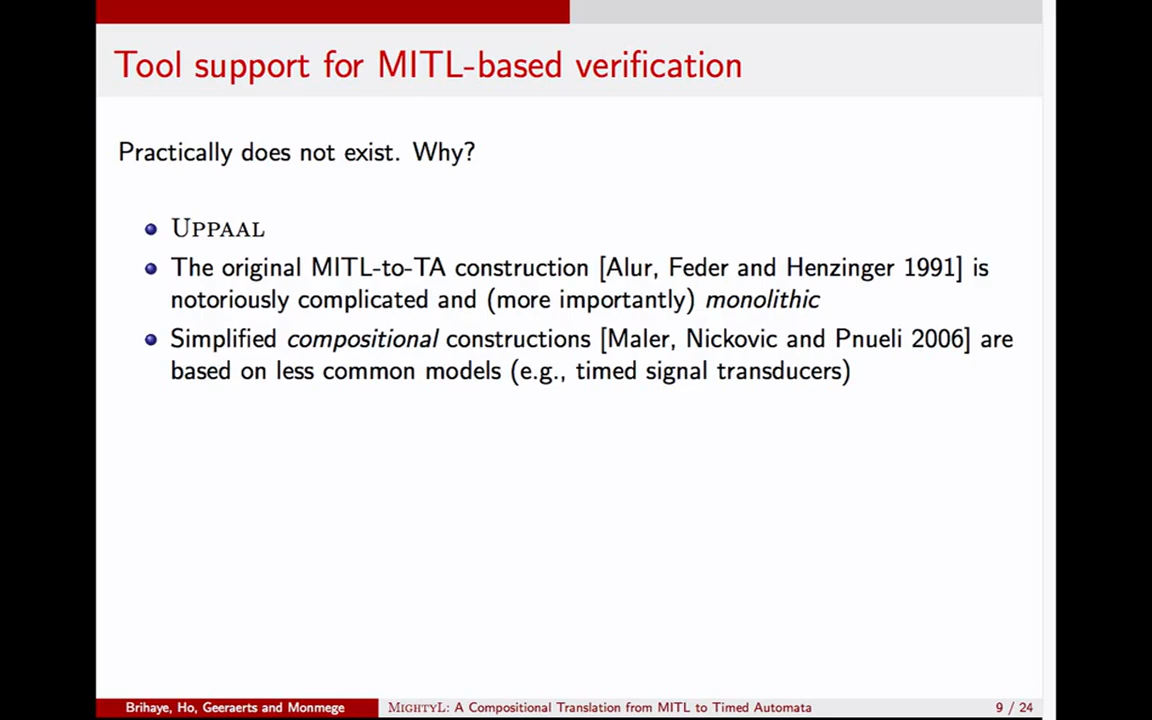 Tool support for MITL-based verification
Practically does not exist. Why?
UPPAAL
The original MITL-to-TA construction [Alur, Feder and Henzinger 1991] is
notoriously complicated and (more importantly) monolithic
Simplified compositional constructions [Maler, Nickovic and Pnueli 2006] are
based on less common models (e.g., timed signal transducers)
Brihaye, Ho, Geeraerts and Monmege
MIGHTYL: A Compositional Translation from MITL to Timed Automata
9 / 24